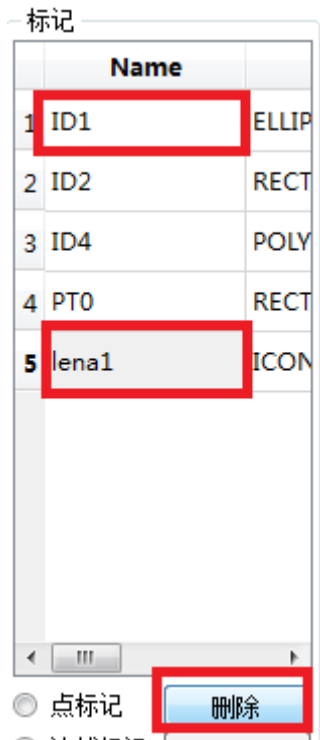 标记
Name
1 ID1 ELLIP
2 ID2 RECT
3 ID4 POLY
4 PT0 RECT
5 lena1 ICON
点标记 删除